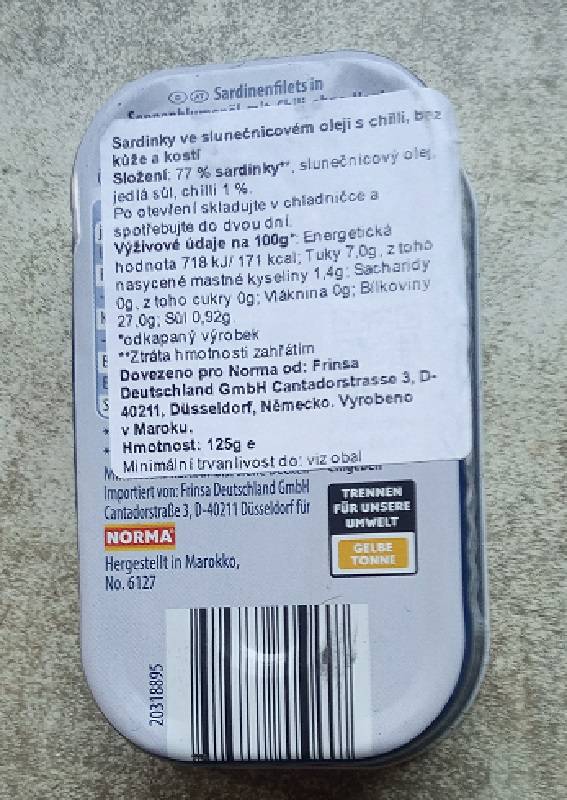 D AT Sardinenfilets in
Sonnenblumenöl mit Chili ohne
Sardinky ve slunečnicovém oleji s chilli, bez
kůže a kostí
Složení: 77 % sardinky**, slunečnicový olej,
jedlá sůl, chilli 1 %.
Po otevření skladujte v chladničce a
spotřebujte do dvou dní.
Výživové údaje na 100g*: Energetická
hodnota 718 kJ/ 171 kcal; Tuky 7,0g, z toho
nasycené mastné kyseliny 1,4g; Sacharidy
0g, z toho cukry 0g; Vláknina 0g; Bílkoviny
27,0g; Sůl 0,92g
*odkapaný výrobek
**Ztráta hmotnosti zahřátím
Dovezeno pro Norma od: Frinsa
Deutschland GmbH Cantadorstrasse 3, D-
40211, Düsseldorf, Německo. Vyrobeno
v Maroku.
Hmotnost: 125g e
Minimální trvanlivost do: viz obal
Importiert von: Frinsa Deutschland GmbH
Cantadorstraße 3, D-40211 Düsseldorf für
NORMA
Hergestellt in Marokko,
No. 6127
TRENNEN
FÜR UNSERE
UMWELT
GELBE
TONNE
20318895